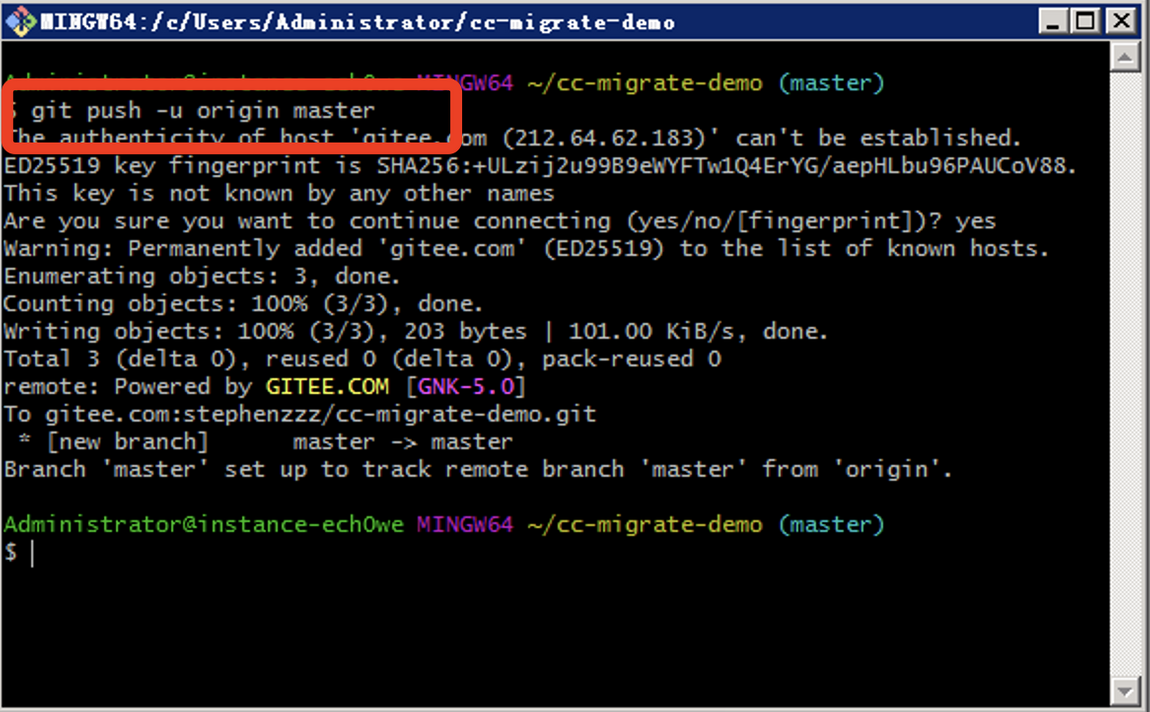 MINGW64:/c/Users/Administrator/cc-migrate-demo
Administrator@instance-ech0we MINGW64 ~/cc-migrate-demo (master)
$ git push -u origin master
The authenticity of host 'gitee.com (212.64.62.183)' can't be established.
ED25519 key fingerprint is SHA256:+ULzij2u99B9eWYFTw1Q4ErYG/aepHLbu96PAUCoV88.
This key is not known by any other names
Are you sure you want to continue connecting (yes/no/[fingerprint])? yes
Warning: Permanently added 'gitee.com' (ED25519) to the list of known hosts.
Enumerating objects: 3, done.
Counting objects: 100% (3/3), done.
Writing objects: 100% (3/3), 203 bytes | 101.00 KiB/s, done.
Total 3 (delta 0), reused 0 (delta 0), pack-reused 0
remote: Powered by GITEE.COM [GNK-5.0]
To gitee.com:stephenzzz/cc-migrate-demo.git
 * [new branch]      master -> master
Branch 'master' set up to track remote branch 'master' from 'origin'.
Administrator@instance-ech0we MINGW64 ~/cc-migrate-demo (master)
$